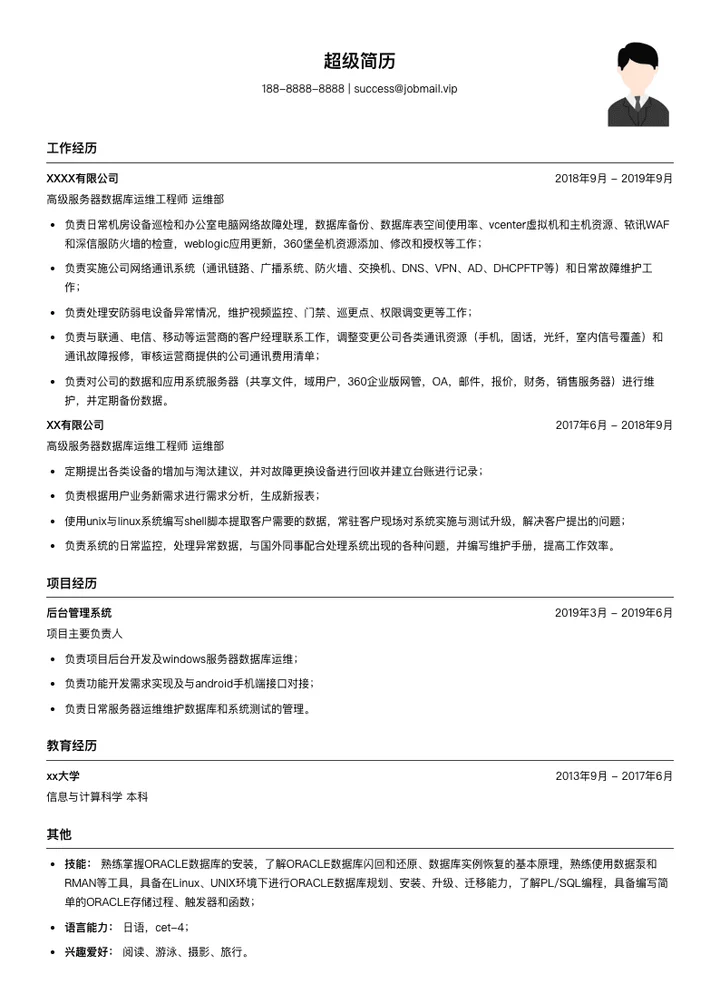 超级简历
188-8888-8888 | success@jobmail.vip
工作经历
XXXX有限公司 2018年9月 – 2019年9月
高级服务器数据库运维工程师 运维部
• 负责日常机房设备巡检和办公室电脑网络故障处理，数据库备份、数据库表空间使用率、vcenter虚拟机和主机资源、铱讯WAF
和深信服防火墙的检查，weblogic应用更新，360堡垒机资源添加、修改和授权等工作；
• 负责实施公司网络通讯系统（通讯链路、广播系统、防火墙、交换机、DNS、VPN、AD、DHCPFTP等）和日常故障维护工
作；
• 负责处理安防弱电设备异常情况，维护视频监控、门禁、巡更点、权限调变更等工作；
• 负责与联通、电信、移动等运营商的客户经理联系工作，调整变更公司各类通讯资源（手机，固话，光纤，室内信号覆盖）和
通讯故障报修，审核运营商提供的公司通讯费用清单；
• 负责对公司的数据和应用系统服务器（共享文件，域用户，360企业版网管，OA，邮件，报价，财务，销售服务器）进行维
护，并定期备份数据。
XX有限公司 2017年6月 – 2018年9月
高级服务器数据库运维工程师 运维部
• 定期提出各类设备的增加与淘汰建议，并对故障更换设备进行回收并建立台账进行记录；
• 负责根据用户业务新需求进行需求分析，生成新报表；
• 使用unix与linux系统编写shell脚本提取客户需要的数据，常驻客户现场对系统实施与测试升级，解决客户提出的问题；
• 负责系统的日常监控，处理异常数据，与国外同事配合处理系统出现的各种问题，并编写维护手册，提高工作效率。
项目经历
后台管理系统 2019年3月 – 2019年6月
项目主要负责人
• 负责项目后台开发及windows服务器数据库运维；
• 负责功能开发需求实现及与android手机端接口对接；
• 负责日常服务器运维维护数据库和系统测试的管理。
教育经历
xx大学 2013年9月 – 2017年6月
信息与计算科学 本科
其他
• 技能： 熟练掌握ORACLE数据库的安装，了解ORACLE数据库闪回和还原、数据库实例恢复的基本原理，熟练使用数据泵和
RMAN等工具，具备在Linux、UNIX环境下进行ORACLE数据库规划、安装、升级、迁移能力，了解PL/SQL编程，具备编写简
单的ORACLE存储过程、触发器和函数；
• 语言能力： 日语，cet-4；
• 兴趣爱好： 阅读、游泳、摄影、旅行。